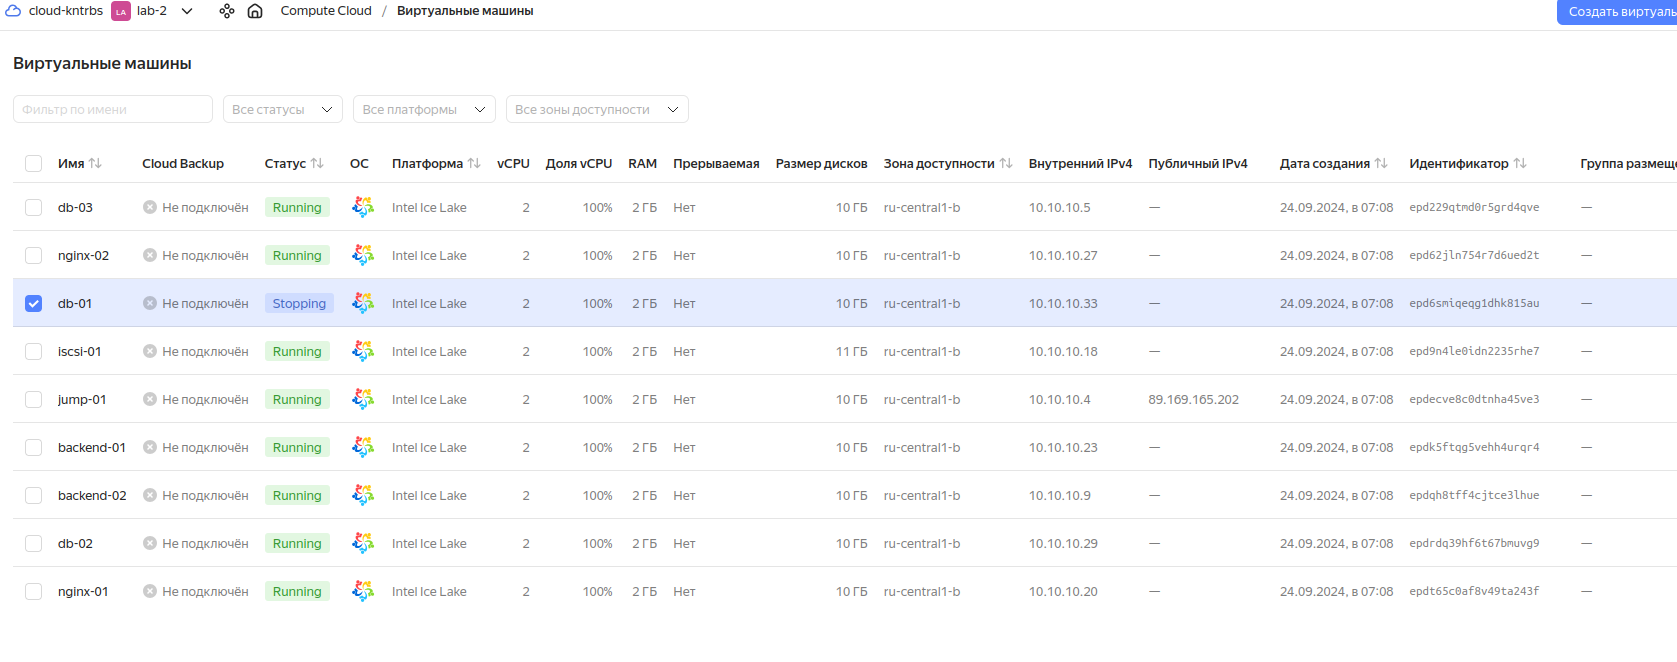 cloud-kntrbs LA lab-2 Compute Cloud / Виртуальные машины Создать виртуаль
Виртуальные машины
Фильтр по имени Все статусы Все платформы Все зоны доступности
Имя Cloud Backup Статус ОС Платформа vCPU Доля vCPU RAM Прерываемая Размер дисков Зона доступности Внутренний IPv4 Публичный IPv4 Дата создания Идентификатор Группа размеще
db-03 Не подключён Running Intel Ice Lake 2 100% 2 ГБ Нет 10 ГБ ru-central1-b 10.10.10.5 — 24.09.2024, в 07:08 epd229qtmd0r5grd4qve —
nginx-02 Не подключён Running Intel Ice Lake 2 100% 2 ГБ Нет 10 ГБ ru-central1-b 10.10.10.27 — 24.09.2024, в 07:08 epd62jln754r7d6ued2t —
db-01 Не подключён Stopping Intel Ice Lake 2 100% 2 ГБ Нет 10 ГБ ru-central1-b 10.10.10.33 — 24.09.2024, в 07:08 epd6smiqeqg1dhk815au —
iscsi-01 Не подключён Running Intel Ice Lake 2 100% 2 ГБ Нет 11 ГБ ru-central1-b 10.10.10.18 — 24.09.2024, в 07:08 epd9n4le0idn2235rhe7 —
jump-01 Не подключён Running Intel Ice Lake 2 100% 2 ГБ Нет 10 ГБ ru-central1-b 10.10.10.4 89.169.165.202 24.09.2024, в 07:08 epdecve8c0dtnha45ve3 —
backend-01 Не подключён Running Intel Ice Lake 2 100% 2 ГБ Нет 10 ГБ ru-central1-b 10.10.10.23 — 24.09.2024, в 07:08 epdk5ftqg5vehh4urqr4 —
backend-02 Не подключён Running Intel Ice Lake 2 100% 2 ГБ Нет 10 ГБ ru-central1-b 10.10.10.9 — 24.09.2024, в 07:08 epdqh8tff4cjtce3lhue —
db-02 Не подключён Running Intel Ice Lake 2 100% 2 ГБ Нет 10 ГБ ru-central1-b 10.10.10.29 — 24.09.2024, в 07:08 epdrdq39hf6t67bmuvg9 —
nginx-01 Не подключён Running Intel Ice Lake 2 100% 2 ГБ Нет 10 ГБ ru-central1-b 10.10.10.20 — 24.09.2024, в 07:08 epdt65c0af8v49ta243f —